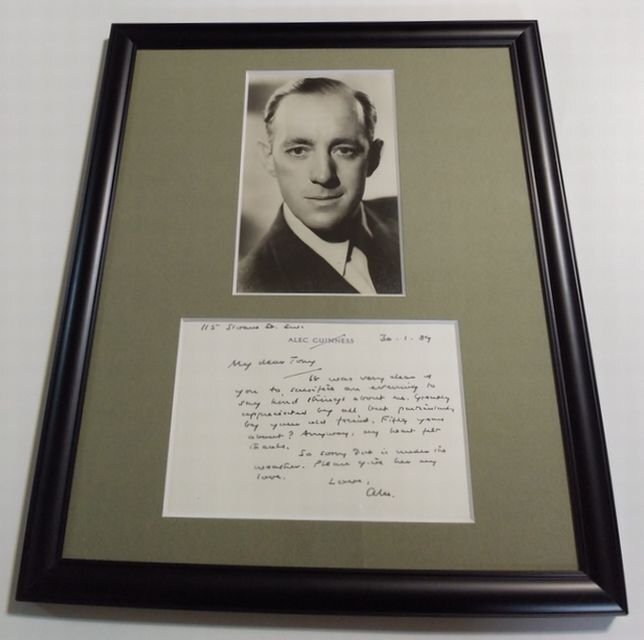 115 Sloane St. SW1.
ALEC GUINNESS 30-1-89
My dear Tony
It was very dear of
you to sacrifice an evening to
say kind things about me. Greatly
appreciated by all but particularly
by your old friend. Fifty years
about? Anyway, my heart felt
thanks.
So sorry Dot is under the
weather. Please give her my
love.
Love,
Alec.